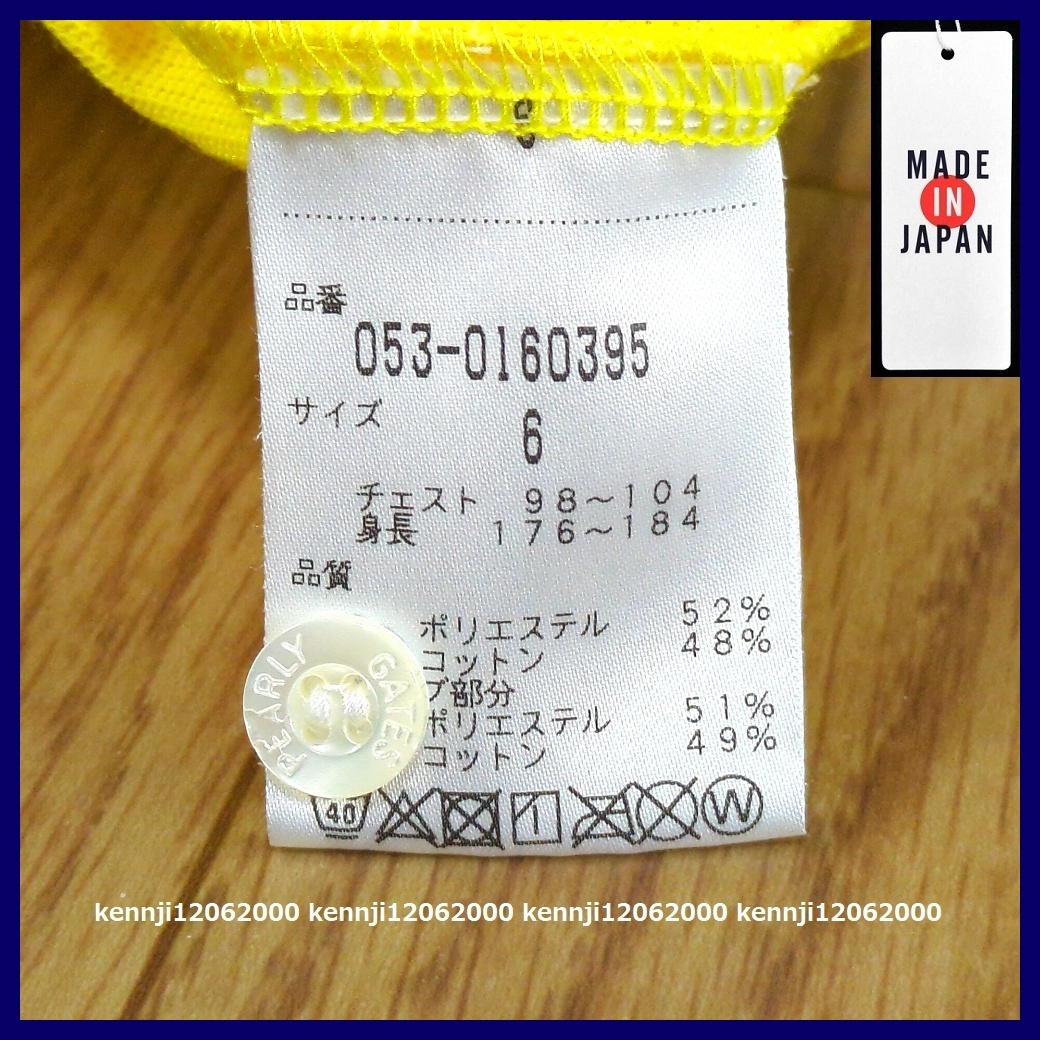 MADE
IN
JAPAN
品番
053-0160395
サイズ
6
チェスト 98～104
身長 176～184
品質
ポリエステル 52%
コットン 48%
ブ部分
ポリエステル 51%
コットン 49%
PEARLY GATES
40
W
kennji12062000 kennji12062000 kennji12062000 kennji12062000